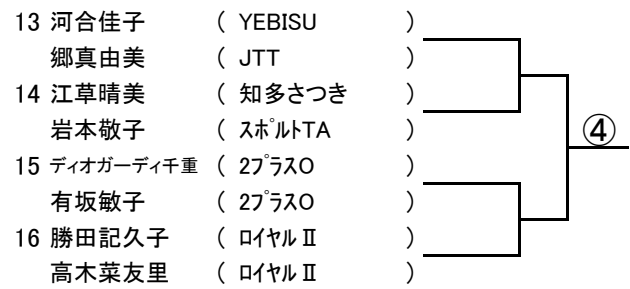 13 河合佳子 ( YEBISU )
郷真由美 ( JTT )
14 江草晴美 ( 知多さつき )
岩本敬子 ( スポルトTA )
④
15 ディオガーディ千重 ( 2プラスO )
有坂敏子 ( 2プラスO )
16 勝田記久子 ( ロイヤルⅡ )
高木菜友里 ( ロイヤルⅡ )